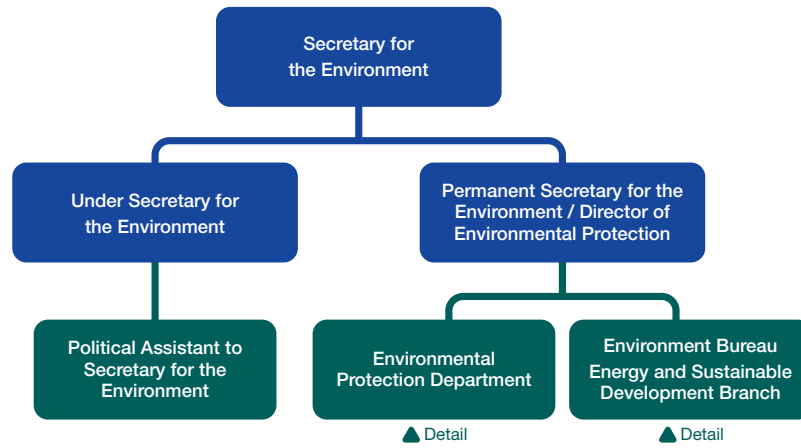 Secretary for
the Environment
Under Secretary for
the Environment
Permanent Secretary for the
Environment / Director of
Environmental Protection
Political Assistant to
Secretary for the
Environment
Environmental
Protection Department
Environment Bureau
Energy and Sustainable
Development Branch
Detail
Detail